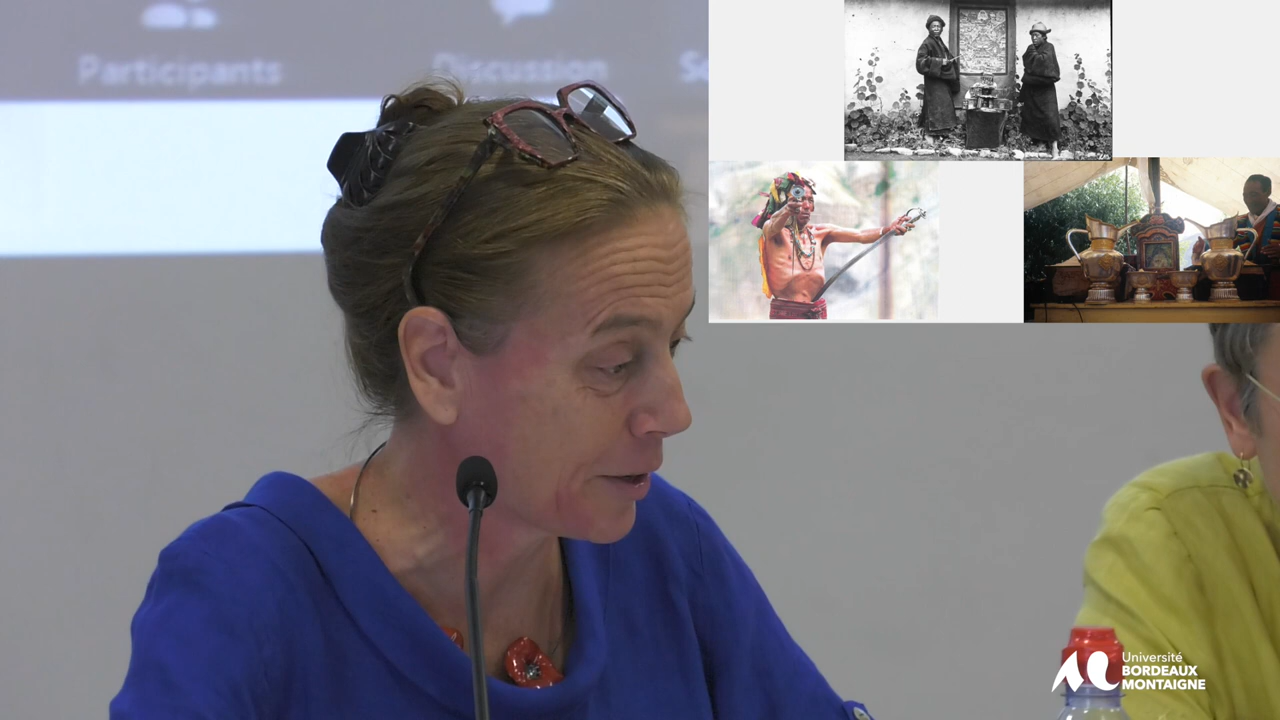 Participants
Discussion
Université
BORDEAUX
MONTAIGNE